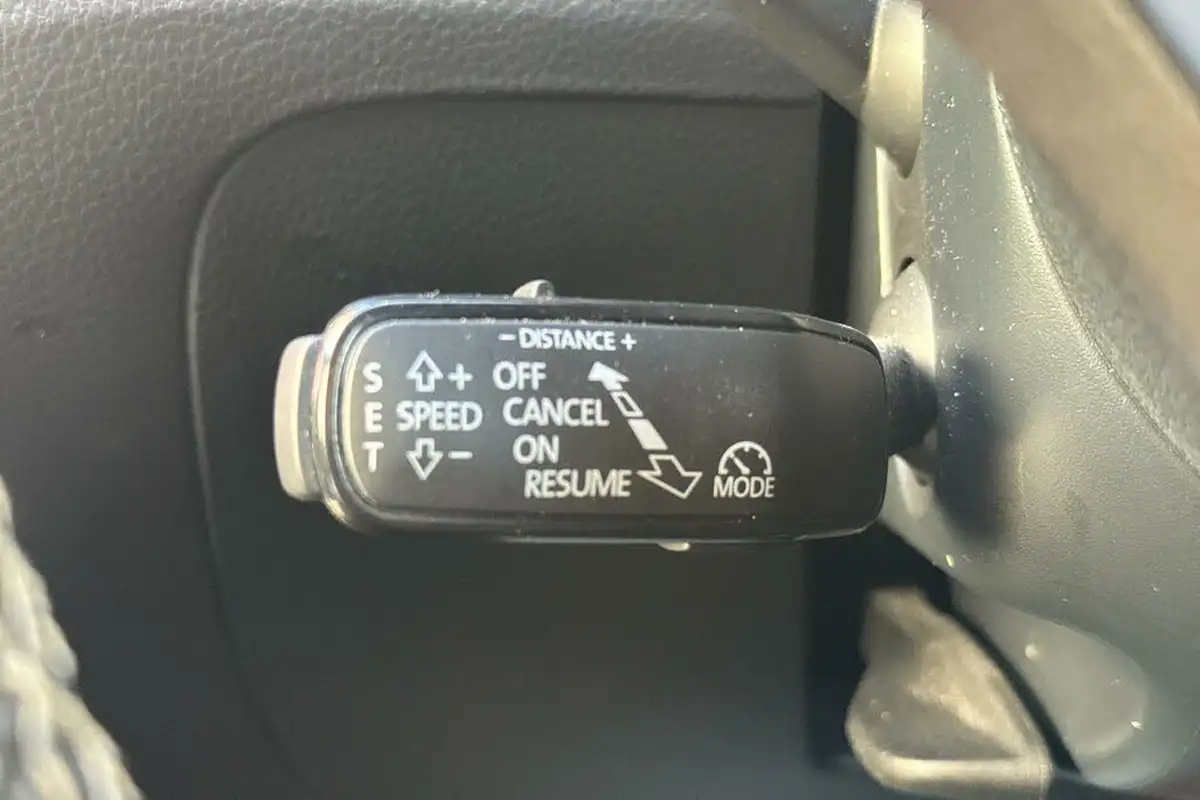 − DISTANCE +
S + OFF
E SPEED CANCEL
T − ON
RESUME
MODE